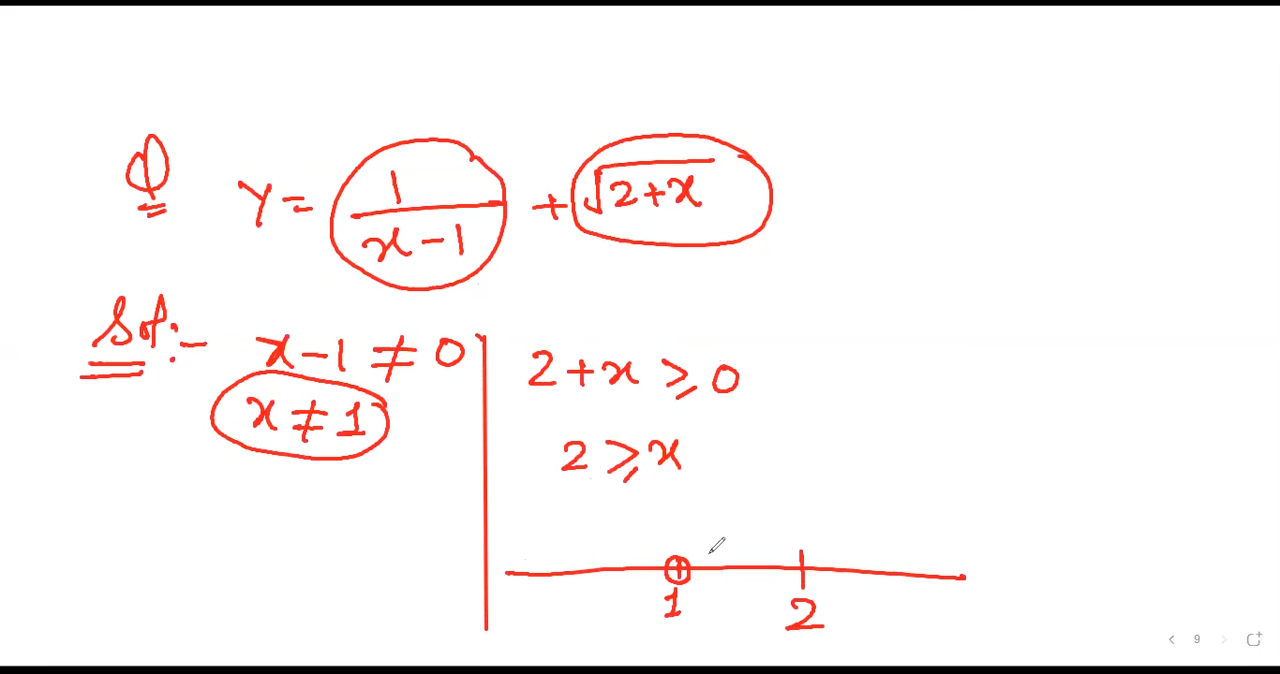 Q y = 1/(x-1) + √(2+x)
Sol:- x-1 ≠ 0
x ≠ 1
2+x ≥ 0
2 ≥ x
1 2
9